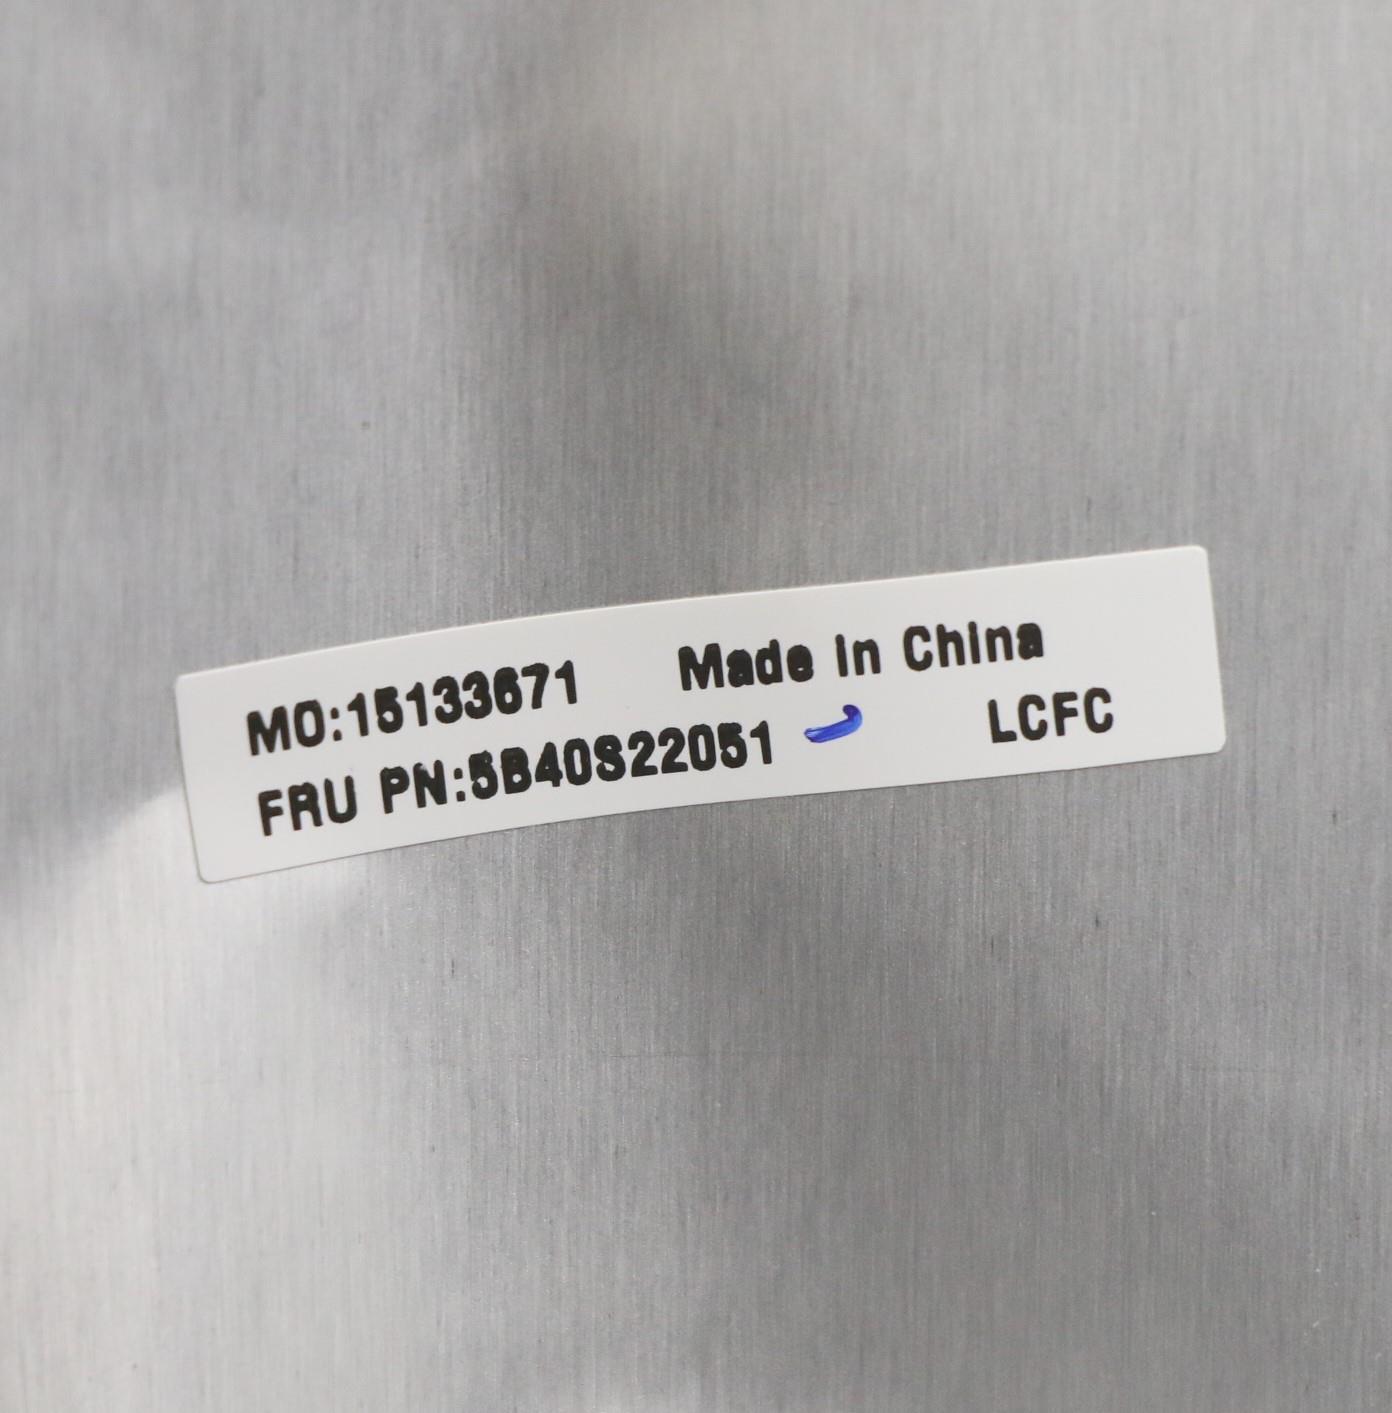 MO:15133671 Made in China
FRU PN:5B40S22051 LCFC